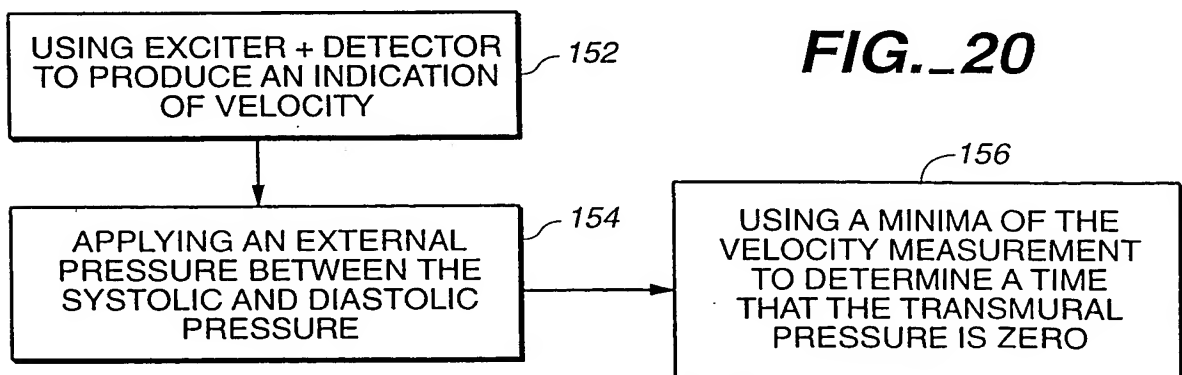 USING EXCITER + DETECTOR
TO PRODUCE AN INDICATION
OF VELOCITY
152
FIG._20
APPLYING AN EXTERNAL
PRESSURE BETWEEN THE
SYSTOLIC AND DIASTOLIC
PRESSURE
154
156
USING A MINIMA OF THE
VELOCITY MEASUREMENT
TO DETERMINE A TIME
THAT THE TRANSMURAL
PRESSURE IS ZERO